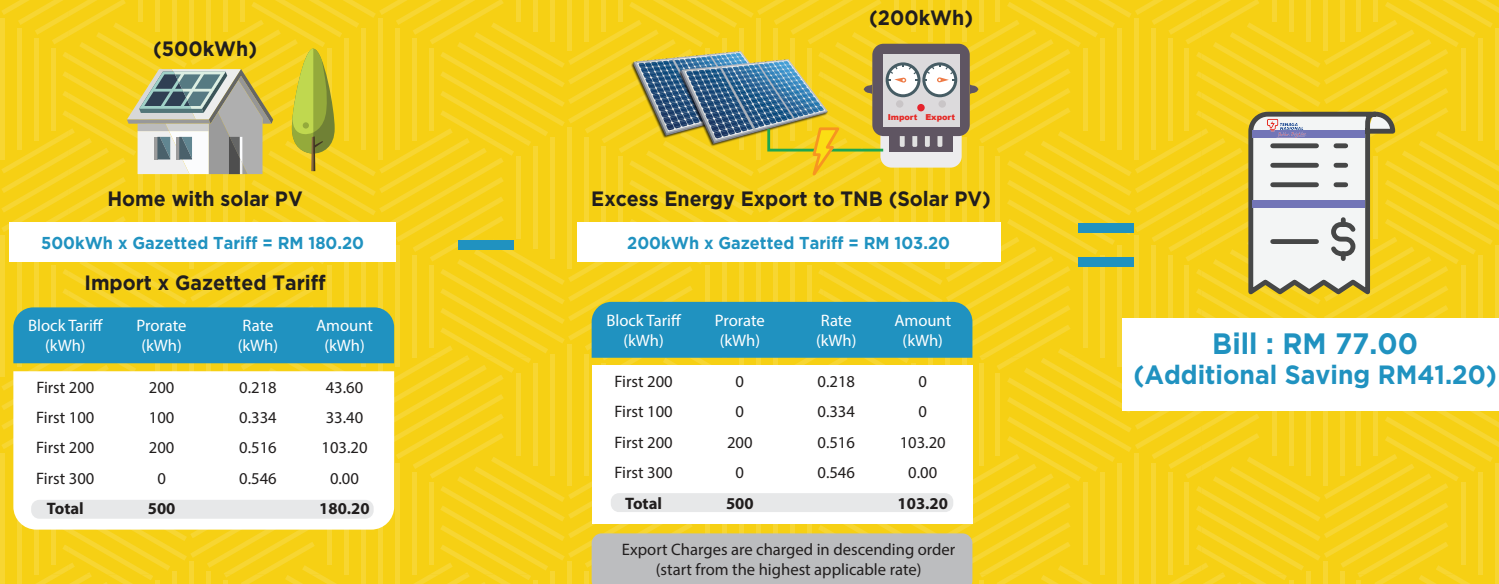 (500kWh)
Home with solar PV
500kWh x Gazetted Tariff = RM 180.20
Import x Gazetted Tariff
Block Tariff (kWh) Prorate (kWh) Rate (kWh) Amount (kWh)
First 200 200 0.218 43.60
First 100 100 0.334 33.40
First 200 200 0.516 103.20
First 300 0 0.546 0.00
Total 500 180.20
(200kWh)
Import Export
Excess Energy Export to TNB (Solar PV)
200kWh x Gazetted Tariff = RM 103.20
Block Tariff (kWh) Prorate (kWh) Rate (kWh) Amount (kWh)
First 200 0 0.218 0
First 100 0 0.334 0
First 200 200 0.516 103.20
First 300 0 0.546 0.00
Total 500 103.20
Export Charges are charged in descending order
(start from the highest applicable rate)
TENAGA
NASIONAL
$
Bill : RM 77.00
(Additional Saving RM41.20)